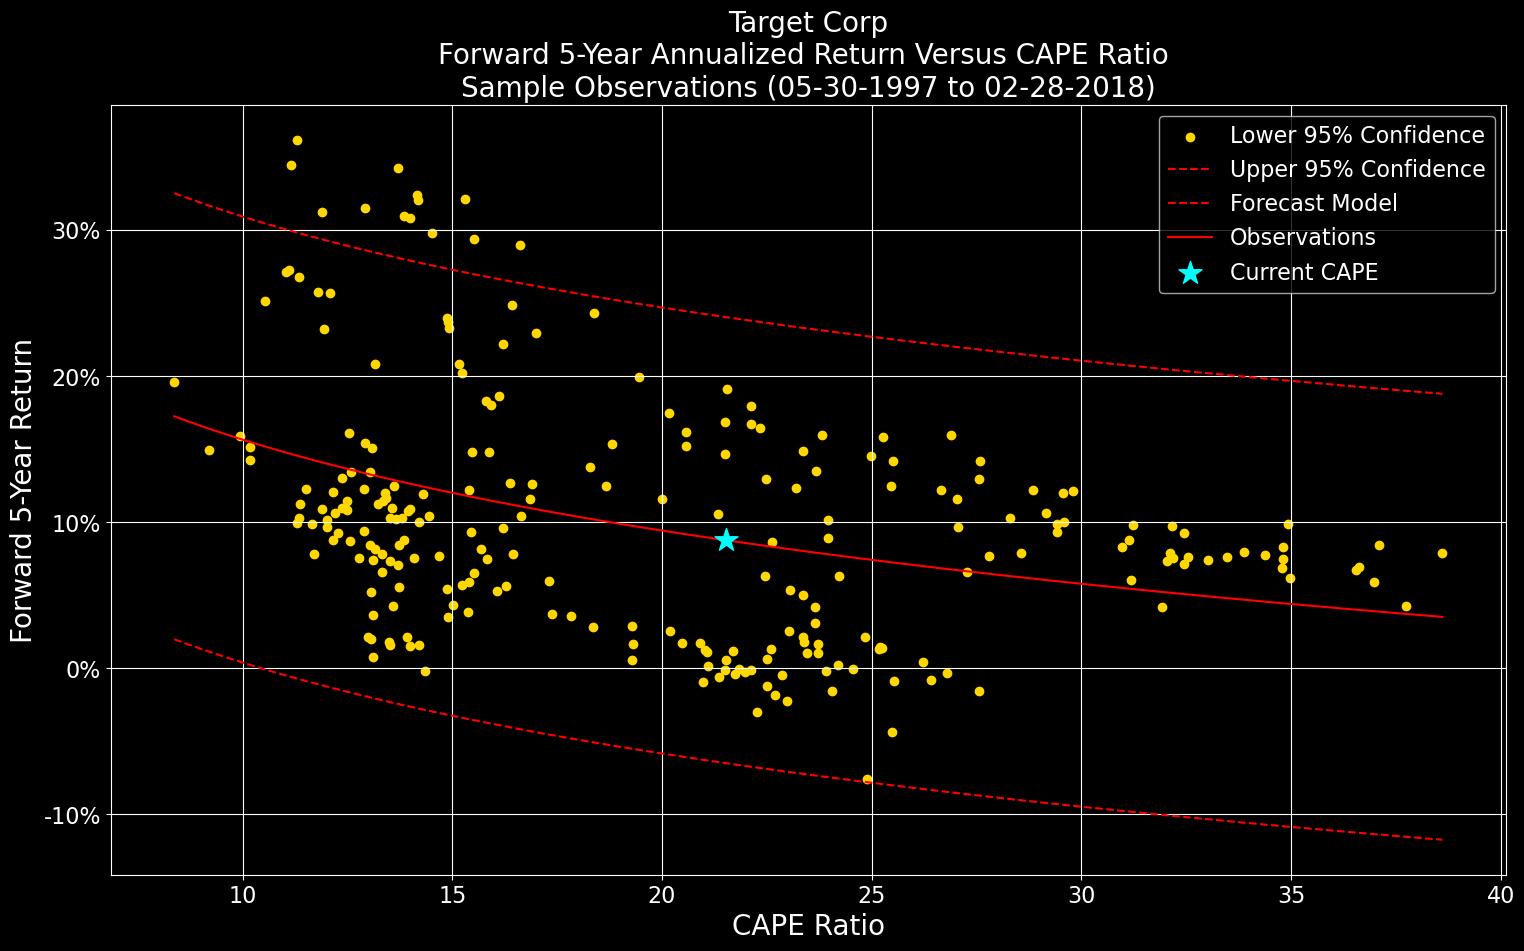 Target Corp
Forward 5-Year Annualized Return Versus CAPE Ratio
Sample Observations (05-30-1997 to 02-28-2018)
Lower 95% Confidence
Upper 95% Confidence
Forecast Model
Observations
Current CAPE
Forward 5-Year Return
30%
20%
10%
0%
-10%
10 15 20 25 30 35 40
CAPE Ratio